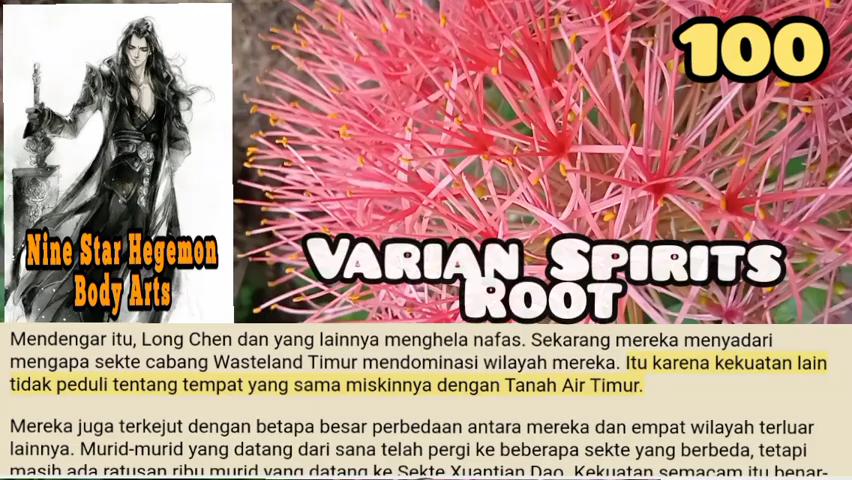 100
Nine Star Hegemon
Body Arts
Varian Spirits
Root
Mendengar itu, Long Chen dan yang lainnya menghela nafas. Sekarang mereka menyadari
mengapa sekte cabang Wasteland Timur mendominasi wilayah mereka. Itu karena kekuatan lain
tidak peduli tentang tempat yang sama miskinnya dengan Tanah Air Timur.
Mereka juga terkejut dengan betapa besar perbedaan antara mereka dan empat wilayah terluar
lainnya. Murid-murid yang datang dari sana telah pergi ke beberapa sekte yang berbeda, tetapi
masih ada ratusan ribu murid yang datang ke Sekte Xuantian Dao. Kekuatan semacam itu benar-